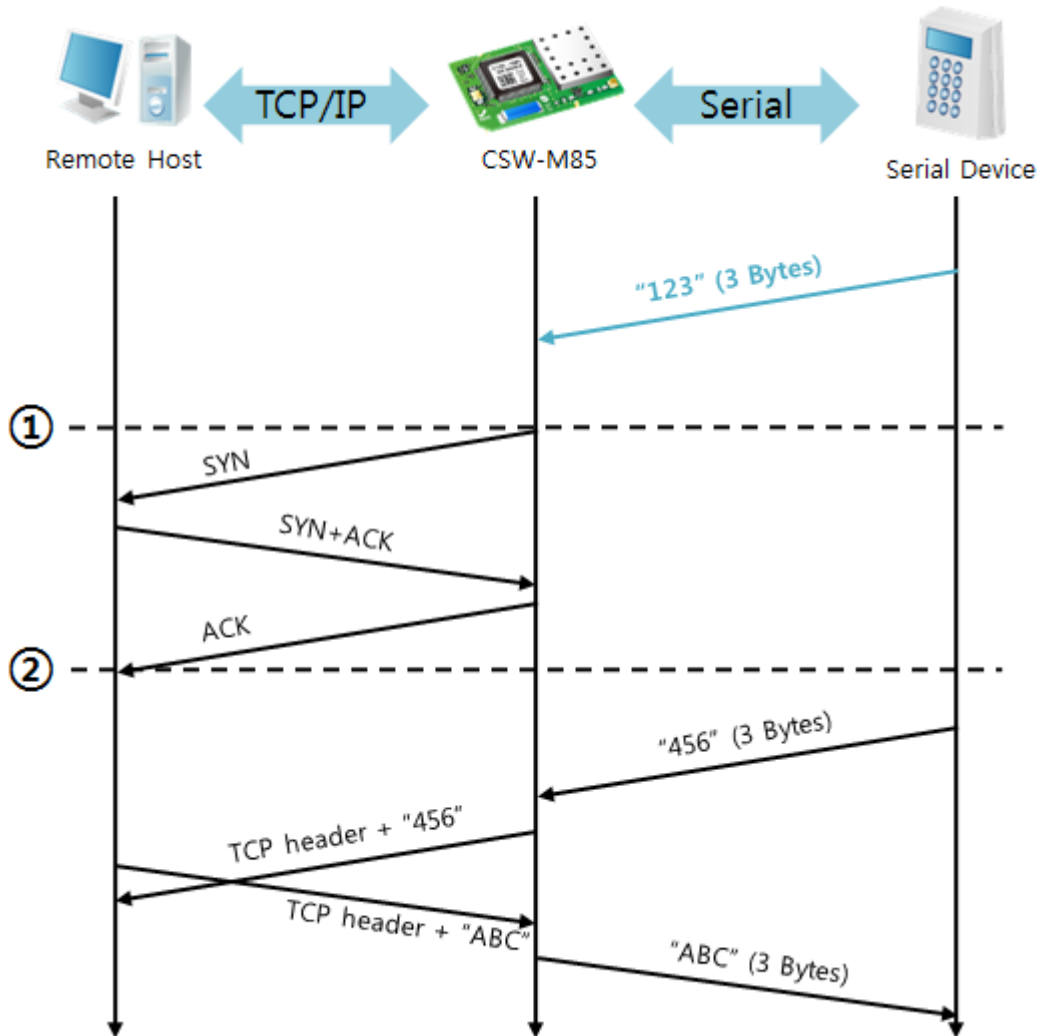 TCP/IP
Serial
Remote Host
CSW-M85
Serial Device
“123” (3 Bytes)
①
SYN
SYN+ACK
ACK
②
“456” (3 Bytes)
TCP header + “456”
TCP header + “ABC”
“ABC” (3 Bytes)